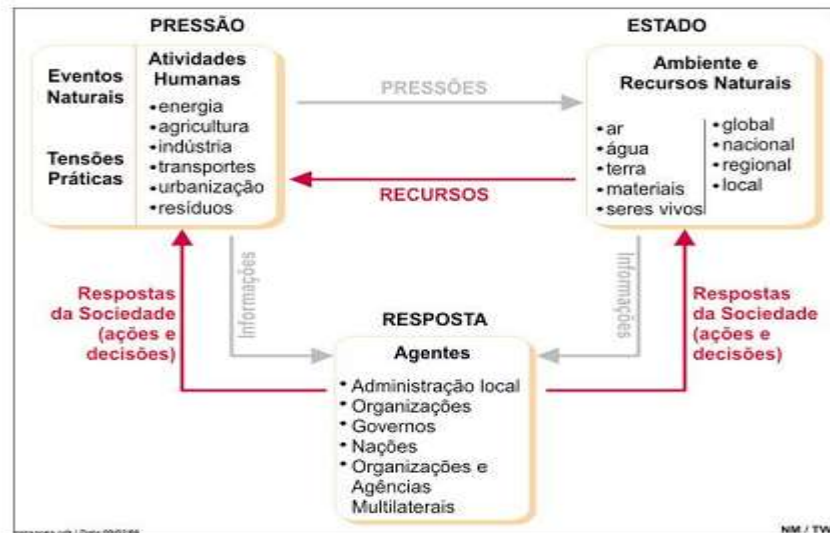 PRESSÃO
Eventos
Naturais
Tensões
Práticas
Atividades
Humanas
•energia
•agricultura
•indústria
•transportes
•urbanização
•resíduos
PRESSÕES
RECURSOS
ESTADO
Ambiente e
Recursos Naturais
•ar
•água
•terra
•materiais
•seres vivos
•global
•nacional
•regional
•local
Informações
Informações
Respostas
da Sociedade
(ações e
decisões)
Respostas
da Sociedade
(ações e
decisões)
RESPOSTA
Agentes
• Administração local
• Organizações
• Governos
• Nações
• Organizações e
Agências
Multilaterais
NM / TW